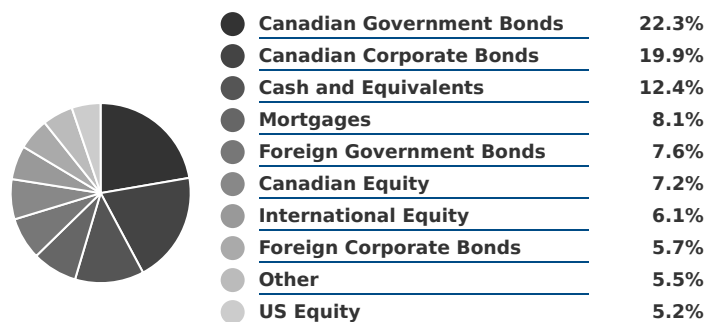 Canadian Government Bonds 22.3%
Canadian Corporate Bonds 19.9%
Cash and Equivalents 12.4%
Mortgages 8.1%
Foreign Government Bonds 7.6%
Canadian Equity 7.2%
International Equity 6.1%
Foreign Corporate Bonds 5.7%
Other 5.5%
US Equity 5.2%